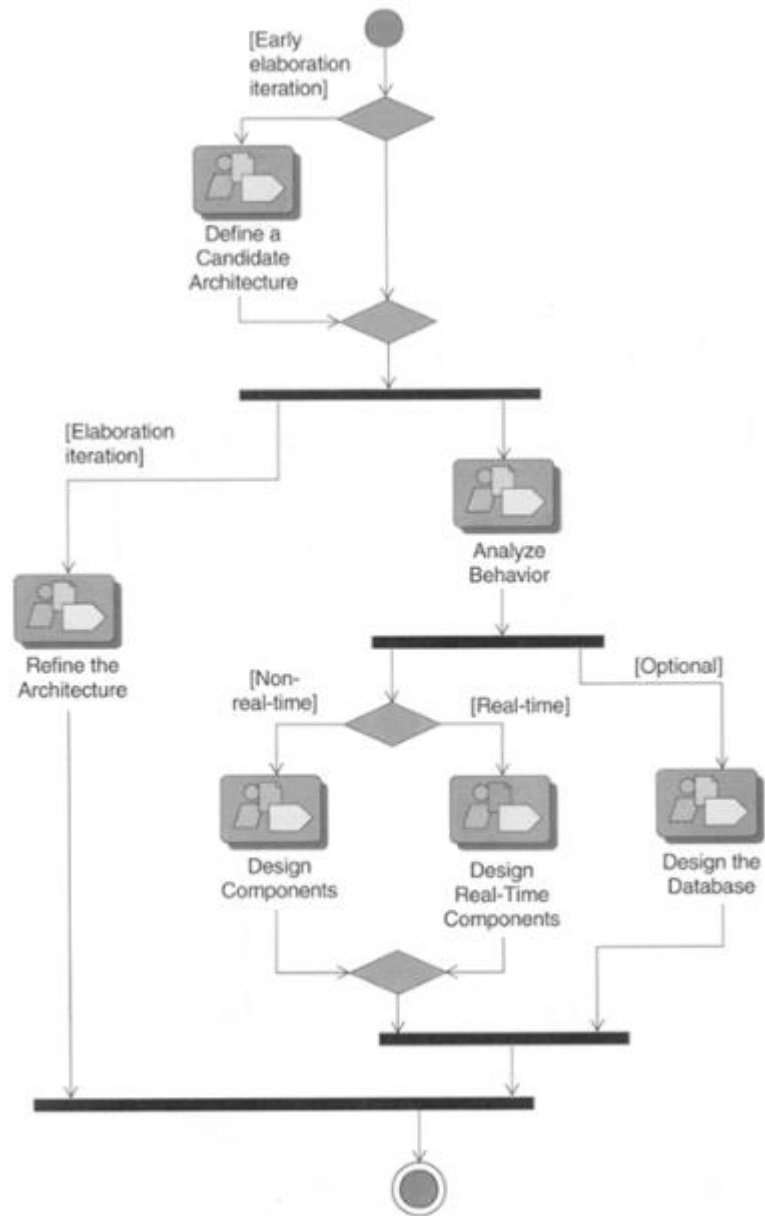 [Early
elaboration
iteration]
Define a
Candidate
Architecture
[Elaboration
iteration]
Analyze
Behavior
Refine the
Architecture
[Non-
real-time]
[Real-time]
[Optional]
Design
Components
Design
Real-Time
Components
Design the
Database